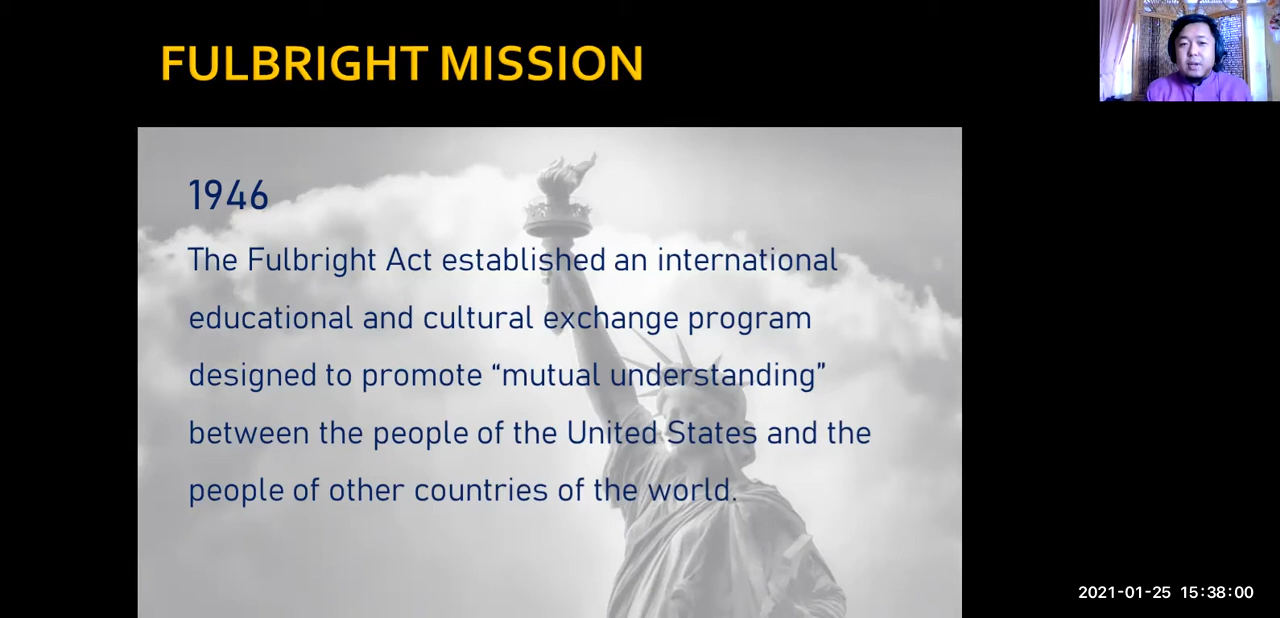 FULBRIGHT MISSION
1946
The Fulbright Act established an international
educational and cultural exchange program
designed to promote “mutual understanding”
between the people of the United States and the
people of other countries of the world.
2021-01-25 15:38:00